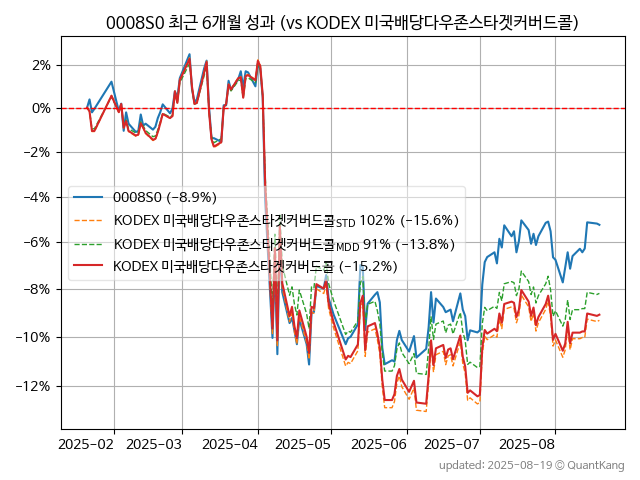 0008S0 최근 6개월 성과 (vs KODEX 미국배당다우존스타겟커버드콜)
2%
0%
−2%
−4%
−6%
−8%
−10%
−12%
0008S0 (−8.9%)
KODEX 미국배당다우존스타겟커버드콜STD 102% (−15.6%)
KODEX 미국배당다우존스타겟커버드콜MDD 91% (−13.8%)
KODEX 미국배당다우존스타겟커버드콜 (−15.2%)
2025-02 2025-03 2025-04 2025-05 2025-06 2025-07 2025-08
updated: 2025-08-19 © QuantKang